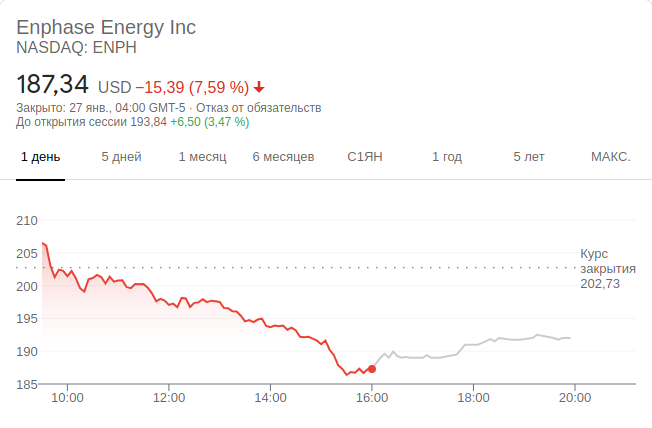 Enphase Energy Inc
NASDAQ: ENPH
187,34 USD −15,39 (7,59 %)
Закрыто: 27 янв., 04:00 GMT-5 · Отказ от обязательств
До открытия сессии 193,84 +6,50 (3,47 %)
1 день 5 дней 1 месяц 6 месяцев С1ЯН 1 год 5 лет МАКС.
210
205
200
195
190
185
Курс
закрытия
202,73
10:00 12:00 14:00 16:00 18:00 20:00